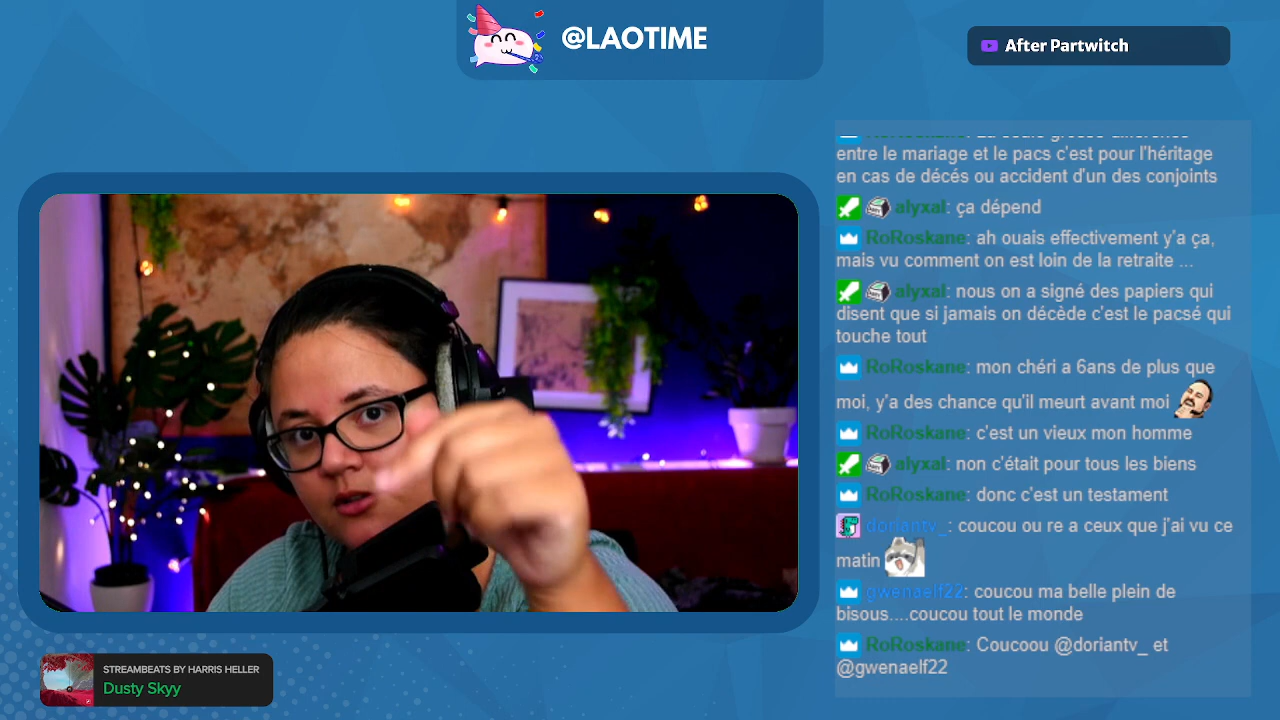 @LAOTIME
After Partwitch
entre le mariage et le pacs c'est pour l'héritage
en cas de décés ou accident d'un des conjoints
alyxal: ça dépend
RoRoskane: ah ouais effectivement y'a ça,
mais vu comment on est loin de la retraite ...
alyxal: nous on a signé des papiers qui
disent que si jamais on décède c'est le pacsé qui
touche tout
RoRoskane: mon chéri a 6ans de plus que
moi, y'a des chance qu'il meurt avant moi
RoRoskane: c'est un vieux mon homme
alyxal: non c'était pour tous les biens
RoRoskane: donc c'est un testament
doriantv_: coucou ou re a ceux que j'ai vu ce
matin
gwenaelf22: coucou ma belle plein de
bisous....coucou tout le monde
RoRoskane: Coucoou @doriantv_ et
@gwenaelf22
STREAMBEATS BY HARRIS HELLER
Dusty Skyy